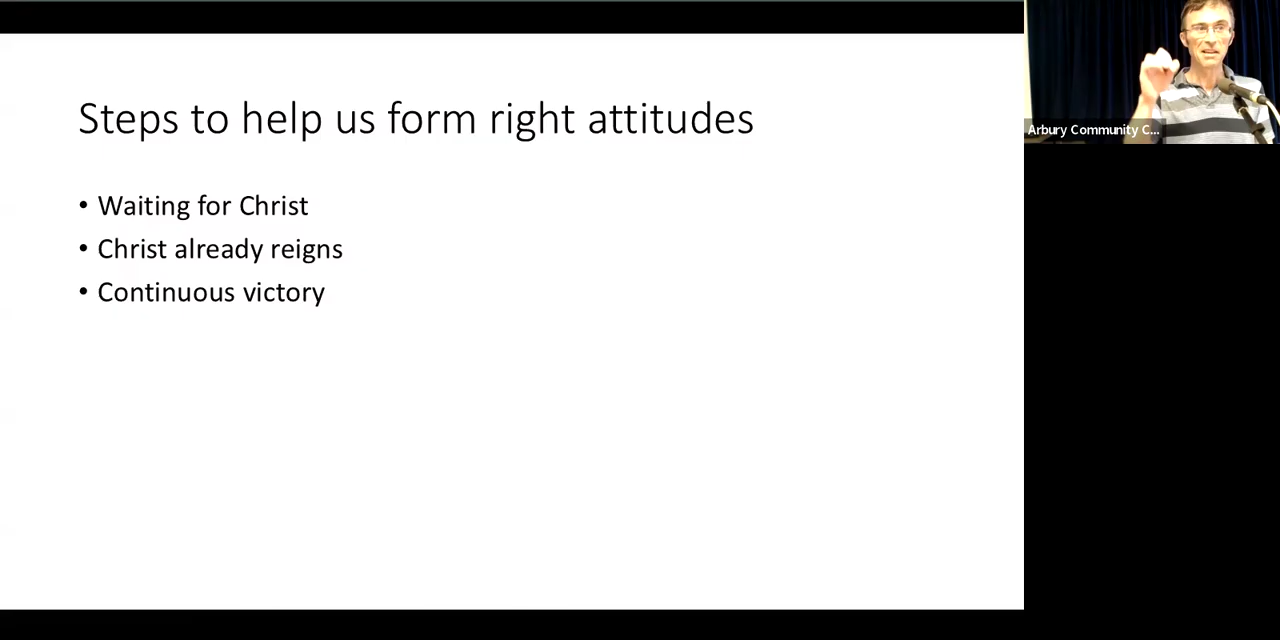 Steps to help us form right attitudes
• Waiting for Christ
• Christ already reigns
• Continuous victory
Arbury Community C...